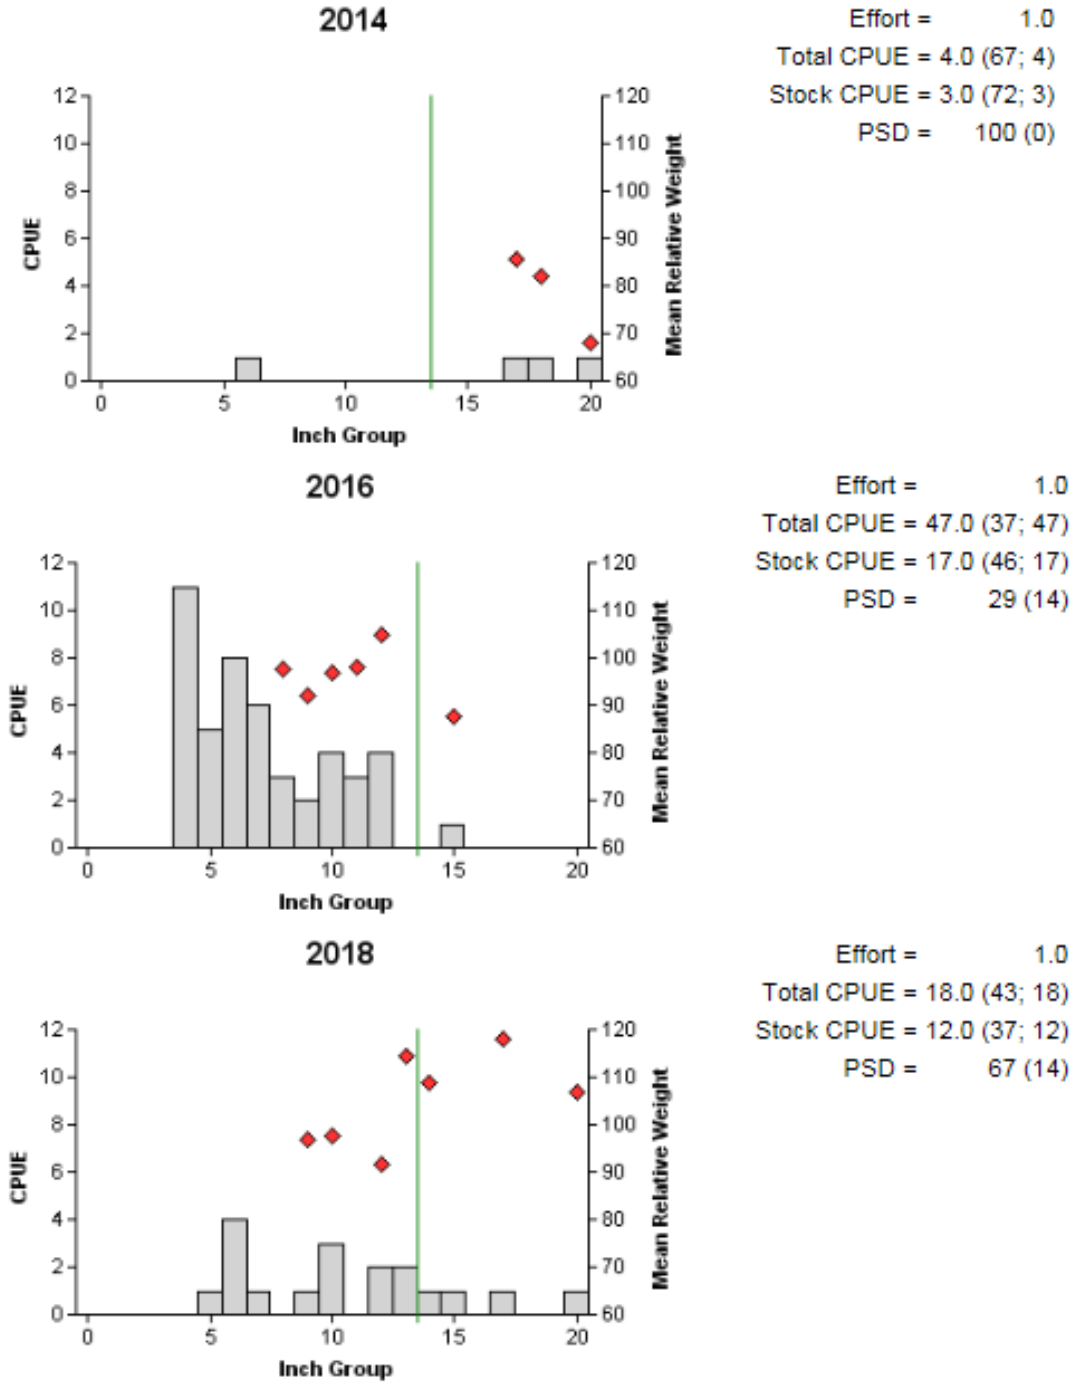 2014
Effort = 1.0
Total CPUE = 4.0 (67; 4)
Stock CPUE = 3.0 (72; 3)
PSD = 100 (0)
12
10
8
6
4
2
0
CPUE
120
110
100
90
80
70
60
Mean Relative Weight
0 5 10 15 20
Inch Group
2016
Effort = 1.0
Total CPUE = 47.0 (37; 47)
Stock CPUE = 17.0 (46; 17)
PSD = 29 (14)
12
10
8
6
4
2
0
CPUE
120
110
100
90
80
70
60
Mean Relative Weight
0 5 10 15 20
Inch Group
2018
Effort = 1.0
Total CPUE = 18.0 (43; 18)
Stock CPUE = 12.0 (37; 12)
PSD = 67 (14)
12
10
8
6
4
2
0
CPUE
120
110
100
90
80
70
60
Mean Relative Weight
0 5 10 15 20
Inch Group